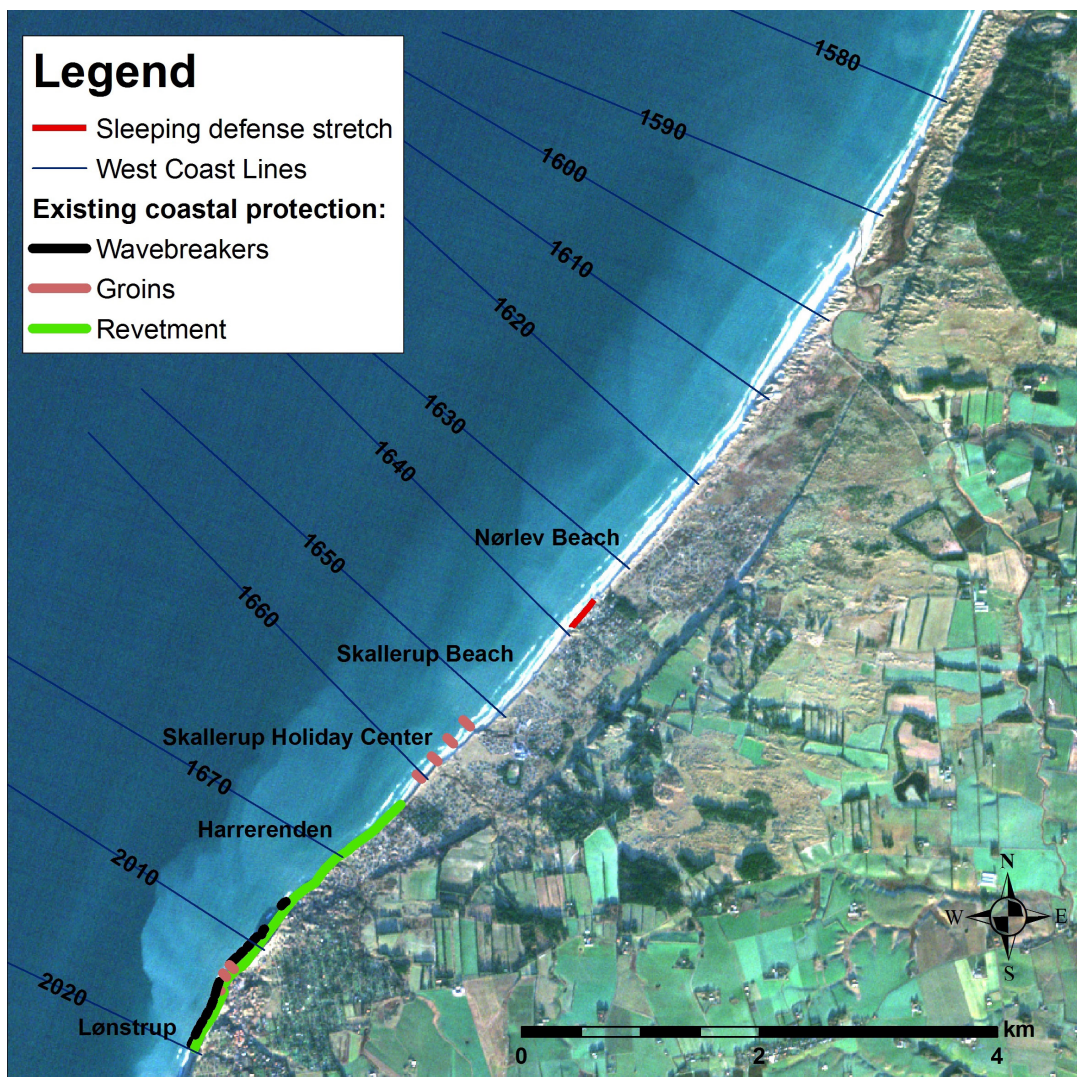 Legend
Sleeping defense stretch
West Coast Lines
Existing coastal protection:
Wavebreakers
Groins
Revetment
1580
1590
1600
1610
1620
1630
1640
1650
1660
1670
2010
2020
Nørlev Beach
Skallerup Beach
Skallerup Holiday Center
Harrerenden
Lønstrup
N
W E
S
km
0 2 4